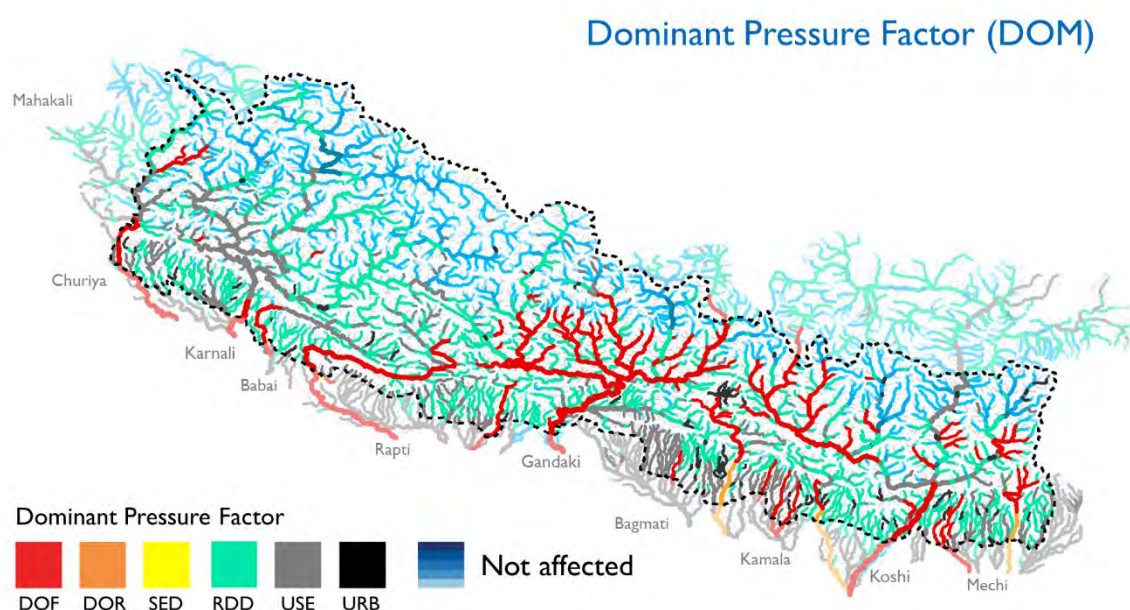 Dominant Pressure Factor (DOM)
Mahakali
Churiya
Karnali
Babai
Rapti
Gandaki
Bagmati
Kamala
Koshi
Mechi
Dominant Pressure Factor
Not affected
DOF DOR SED RDD USE URB